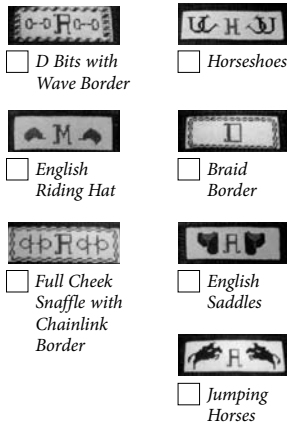 R
D Bits with
Wave Border
M
English
Riding Hat
R
Full Cheek
Snaffle with
Chainlink
Border
H
Horseshoes
D
Braid
Border
A
English
Saddles
A
Jumping
Horses